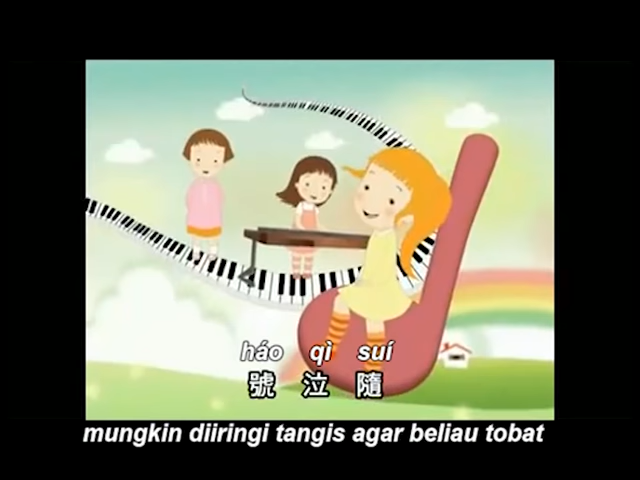 háo qì suí
號 泣 隨
mungkin diiringi tangis agar beliau tobat